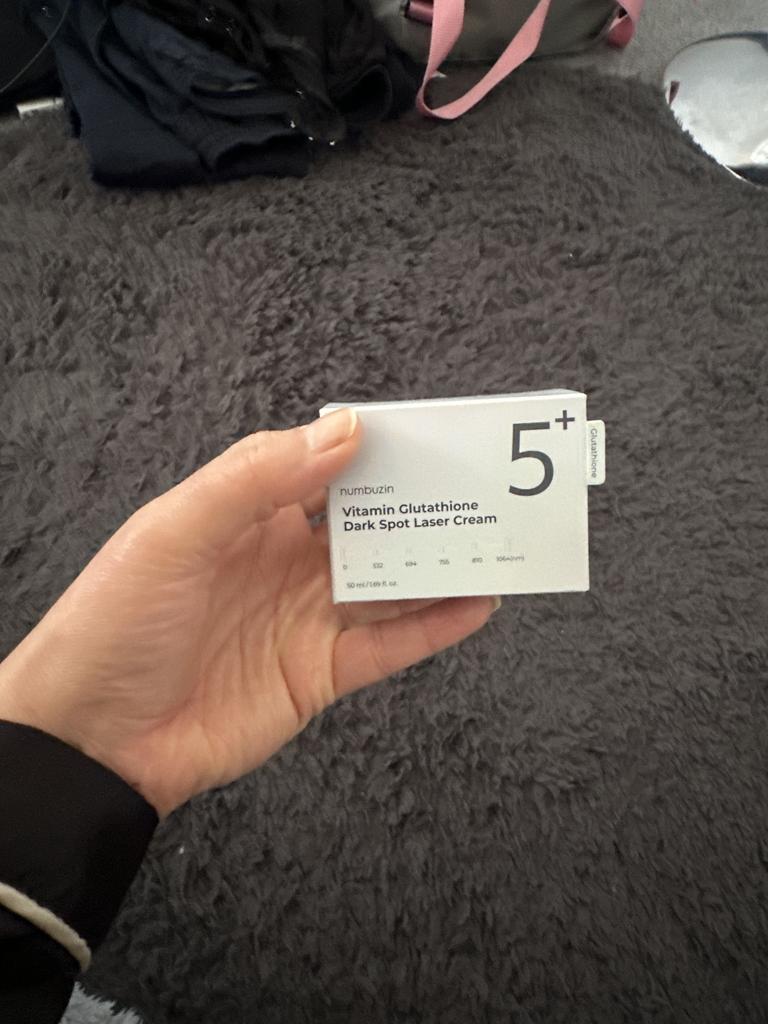 5+
Glutathione
numbuzin
Vitamin Glutathione
Dark Spot Laser Cream
0 532 694 755 810 1064(nm)
50 ml / 1.69 fl. oz.